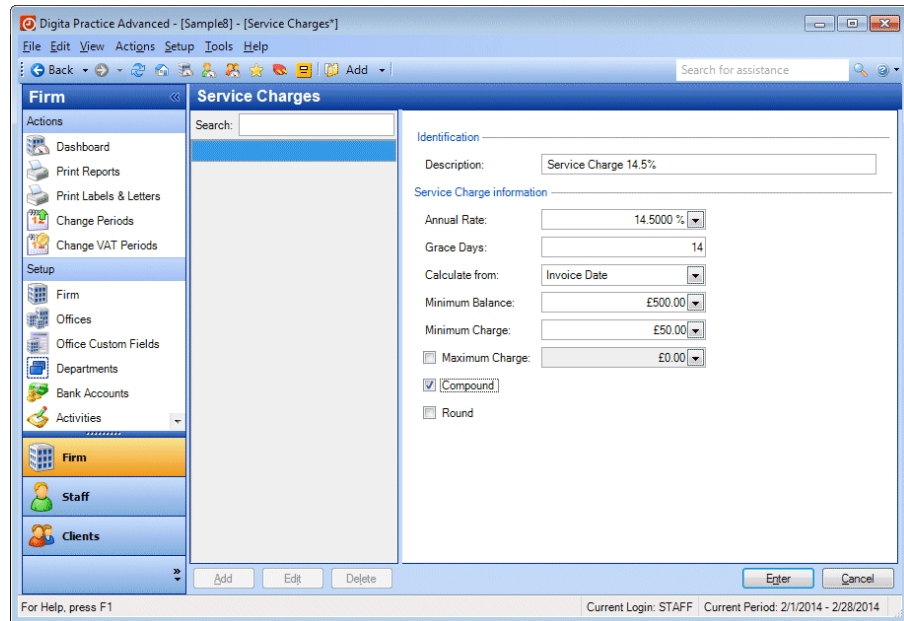 Digita Practice Advanced - [Sample8] - [Service Charges*]
File Edit View Actions Setup Tools Help
Back Add Search for assistance
Firm
Service Charges
Actions
Dashboard
Print Reports
Print Labels & Letters
Change Periods
Change VAT Periods
Setup
Firm
Offices
Office Custom Fields
Departments
Bank Accounts
Activities
Firm
Staff
Clients
Search:
Identification
Description: Service Charge 14.5%
Service Charge information
Annual Rate: 14.5000 %
Grace Days: 14
Calculate from: Invoice Date
Minimum Balance: £500.00
Minimum Charge: £50.00
Maximum Charge: £0.00
Compound
Round
Add Edit Delete Enter Cancel
For Help, press F1 Current Login: STAFF Current Period: 2/1/2014 - 2/28/2014